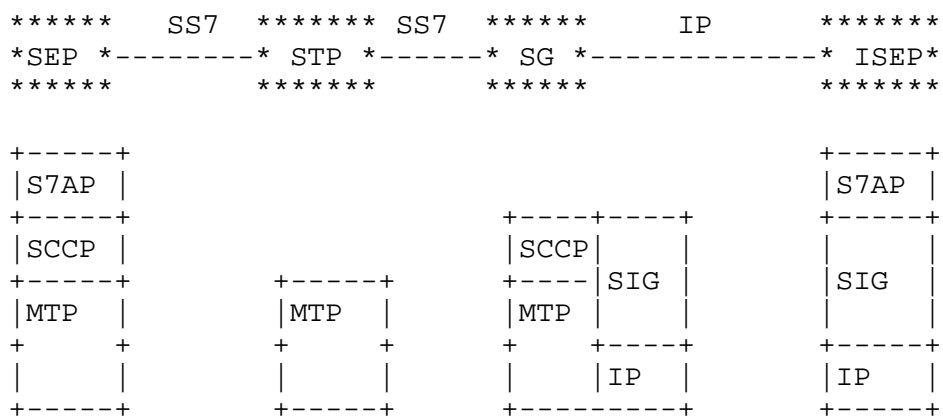 ******    SS7  ******* SS7  ******         IP        *******
*SEP *--------* STP *------* SG *-------------* ISEP*
******         *******      ******                   *******

+-----+                                              +-----+
|S7AP |                                              |S7AP |
+-----+                       +----+----+            +-----+
|SCCP |                       |SCCP|    |            |     |
+-----+         +-----+       +----|SIG |            |SIG  |
|MTP  |         |MTP  |       |MTP |    |            |     |
+     +         +     +       +    +----+            +-----+
|     |         |     |       |    |IP  |            |IP   |
+-----+         +-----+       +---------+            +-----+